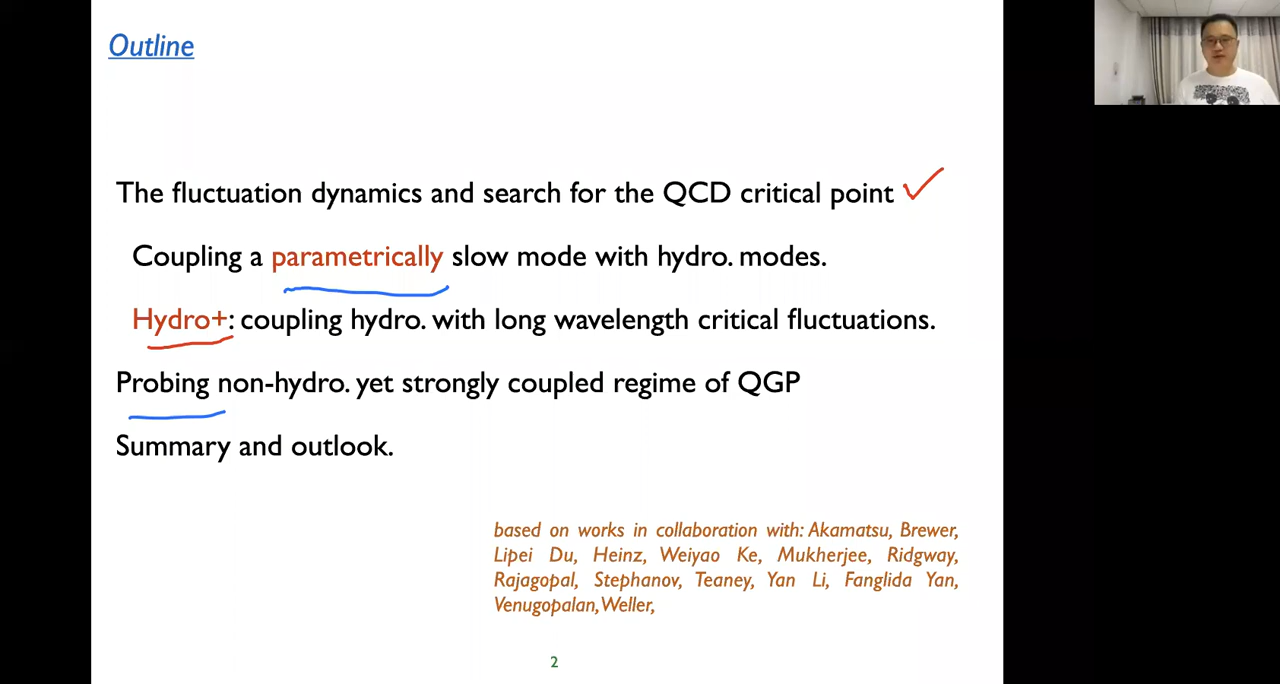 Outline
The fluctuation dynamics and search for the QCD critical point
Coupling a parametrically slow mode with hydro. modes.
Hydro+: coupling hydro. with long wavelength critical fluctuations.
Probing non-hydro. yet strongly coupled regime of QGP
Summary and outlook.
based on works in collaboration with: Akamatsu, Brewer,
Lipei Du, Heinz, Weiyao Ke, Mukherjee, Ridgway,
Rajagopal, Stephanov, Teaney, Yan Li, Fanglida Yan,
Venugopalan, Weller,
2